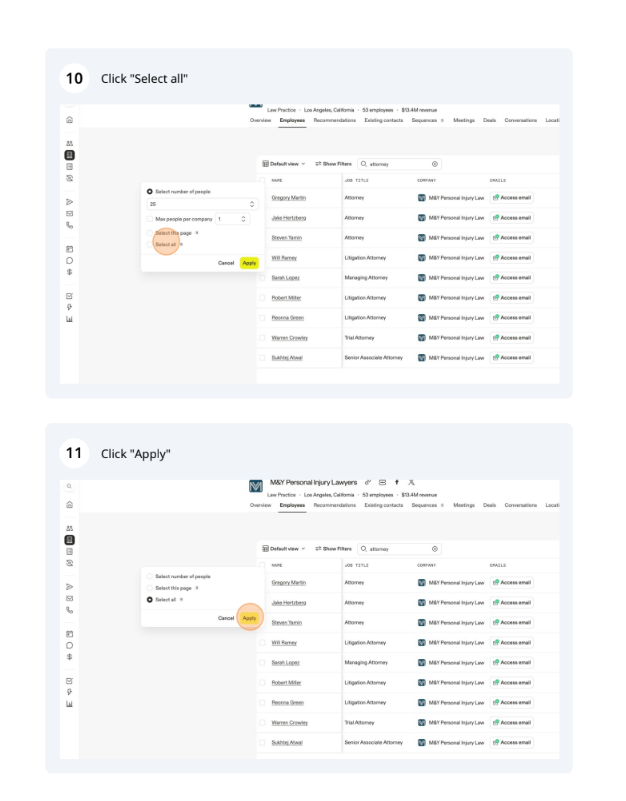 10 Click "Select all"
Law Practice · Los Angeles, California · 53 employees · $13.4M revenue
Overview Employees Recommendations Existing contacts Sequences Meetings Deals Conversations Locati
Default view Show Filters attorney
NAME JOB TITLE COMPANY EMAILS
Select number of people
25
Max people per company 1
Select this page
Select all
Cancel Apply
Gregory Martin Attorney M&Y Personal Injury Law Access email
Jake Hertzberg Attorney M&Y Personal Injury Law Access email
Steven Yamin Attorney M&Y Personal Injury Law Access email
Will Ramey Litigation Attorney M&Y Personal Injury Law Access email
Sarah Lopez Managing Attorney M&Y Personal Injury Law Access email
Robert Miller Litigation Attorney M&Y Personal Injury Law Access email
Reonna Green Litigation Attorney M&Y Personal Injury Law Access email
Warren Crowley Trial Attorney M&Y Personal Injury Law Access email
Sukhtej Atwal Senior Associate Attorney M&Y Personal Injury Law Access email
11 Click "Apply"
M&Y Personal Injury Lawyers
Law Practice · Los Angeles, California · 53 employees · $13.4M revenue
Overview Employees Recommendations Existing contacts Sequences Meetings Deals Conversations Locati
Default view Show Filters attorney
NAME JOB TITLE COMPANY EMAILS
Select number of people
Select this page
Select all
Cancel Apply
Gregory Martin Attorney M&Y Personal Injury Law Access email
Jake Hertzberg Attorney M&Y Personal Injury Law Access email
Steven Yamin Attorney M&Y Personal Injury Law Access email
Will Ramey Litigation Attorney M&Y Personal Injury Law Access email
Sarah Lopez Managing Attorney M&Y Personal Injury Law Access email
Robert Miller Litigation Attorney M&Y Personal Injury Law Access email
Reonna Green Litigation Attorney M&Y Personal Injury Law Access email
Warren Crowley Trial Attorney M&Y Personal Injury Law Access email
Sukhtej Atwal Senior Associate Attorney M&Y Personal Injury Law Access email